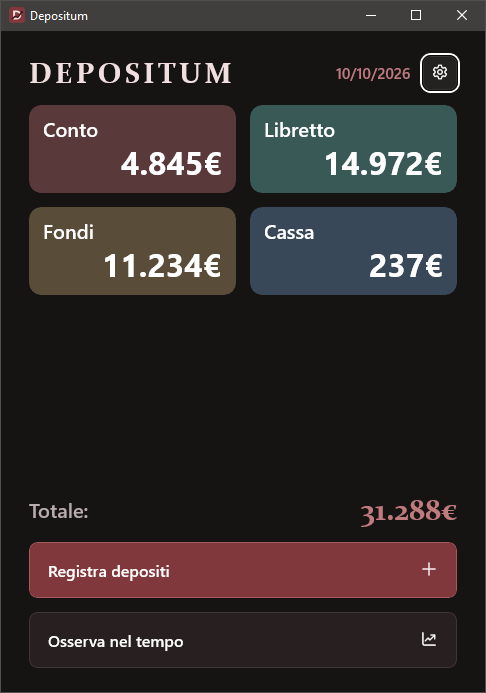 Depositum
DEPOSITUM
10/10/2026
Conto
4.845€
Libretto
14.972€
Fondi
11.234€
Cassa
237€
Totale:
31.288€
Registra depositi
Osserva nel tempo